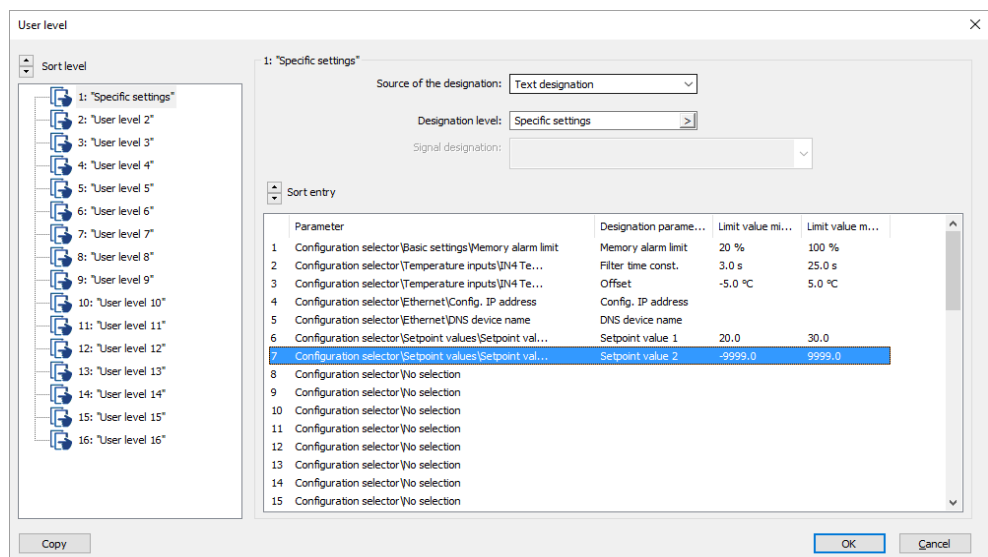 User level
Sort level
1: "Specific settings"
2: "User level 2"
3: "User level 3"
4: "User level 4"
5: "User level 5"
6: "User level 6"
7: "User level 7"
8: "User level 8"
9: "User level 9"
10: "User level 10"
11: "User level 11"
12: "User level 12"
13: "User level 13"
14: "User level 14"
15: "User level 15"
16: "User level 16"
1: "Specific settings"
Source of the designation: Text designation
Designation level: Specific settings >
Signal designation:
Sort entry
Parameter Designation parame... Limit value mi... Limit value m...
1 Configuration selector\Basic settings\Memory alarm limit Memory alarm limit 20 % 100 %
2 Configuration selector\Temperature inputs\IN4 Te... Filter time const. 3.0 s 25.0 s
3 Configuration selector\Temperature inputs\IN4 Te... Offset -5.0 °C 5.0 °C
4 Configuration selector\Ethernet\Config. IP address Config. IP address
5 Configuration selector\Ethernet\DNS device name DNS device name
6 Configuration selector\Setpoint values\Setpoint val... Setpoint value 1 20.0 30.0
7 Configuration selector\Setpoint values\Setpoint val... Setpoint value 2 -9999.0 9999.0
8 Configuration selector\No selection
9 Configuration selector\No selection
10 Configuration selector\No selection
11 Configuration selector\No selection
12 Configuration selector\No selection
13 Configuration selector\No selection
14 Configuration selector\No selection
15 Configuration selector\No selection
Copy OK Cancel